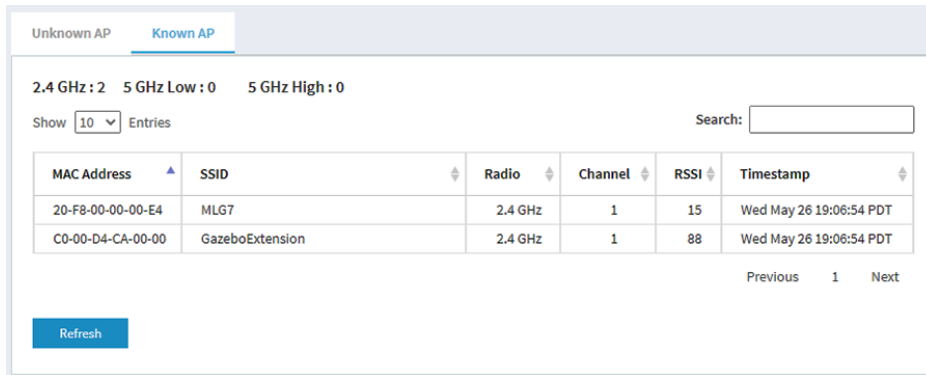 Unknown AP Known AP
2.4 GHz : 2 5 GHz Low : 0 5 GHz High : 0
Show 10 Entries Search:
MAC Address SSID Radio Channel RSSI Timestamp
20-F8-00-00-00-E4 MLG7 2.4 GHz 1 15 Wed May 26 19:06:54 PDT
C0-00-D4-CA-00-00 GazeboExtension 2.4 GHz 1 88 Wed May 26 19:06:54 PDT
Previous 1 Next
Refresh